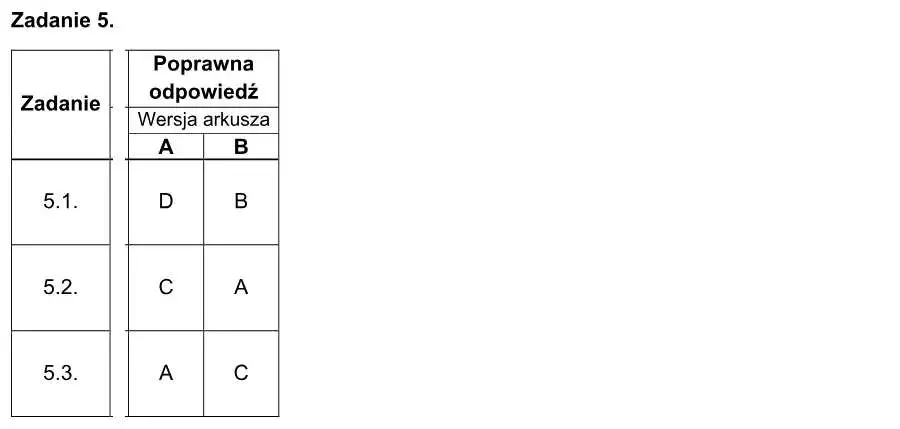 Zadanie 5.
Zadanie
Poprawna
odpowiedź
Wersja arkusza
A B
5.1. D B
5.2. C A
5.3. A C